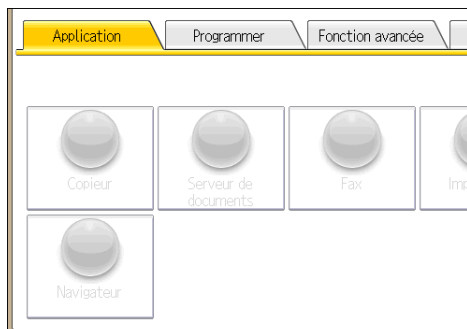 Application Programmer Fonction avancée
Copieur Serveur de documents Fax
Navigateur